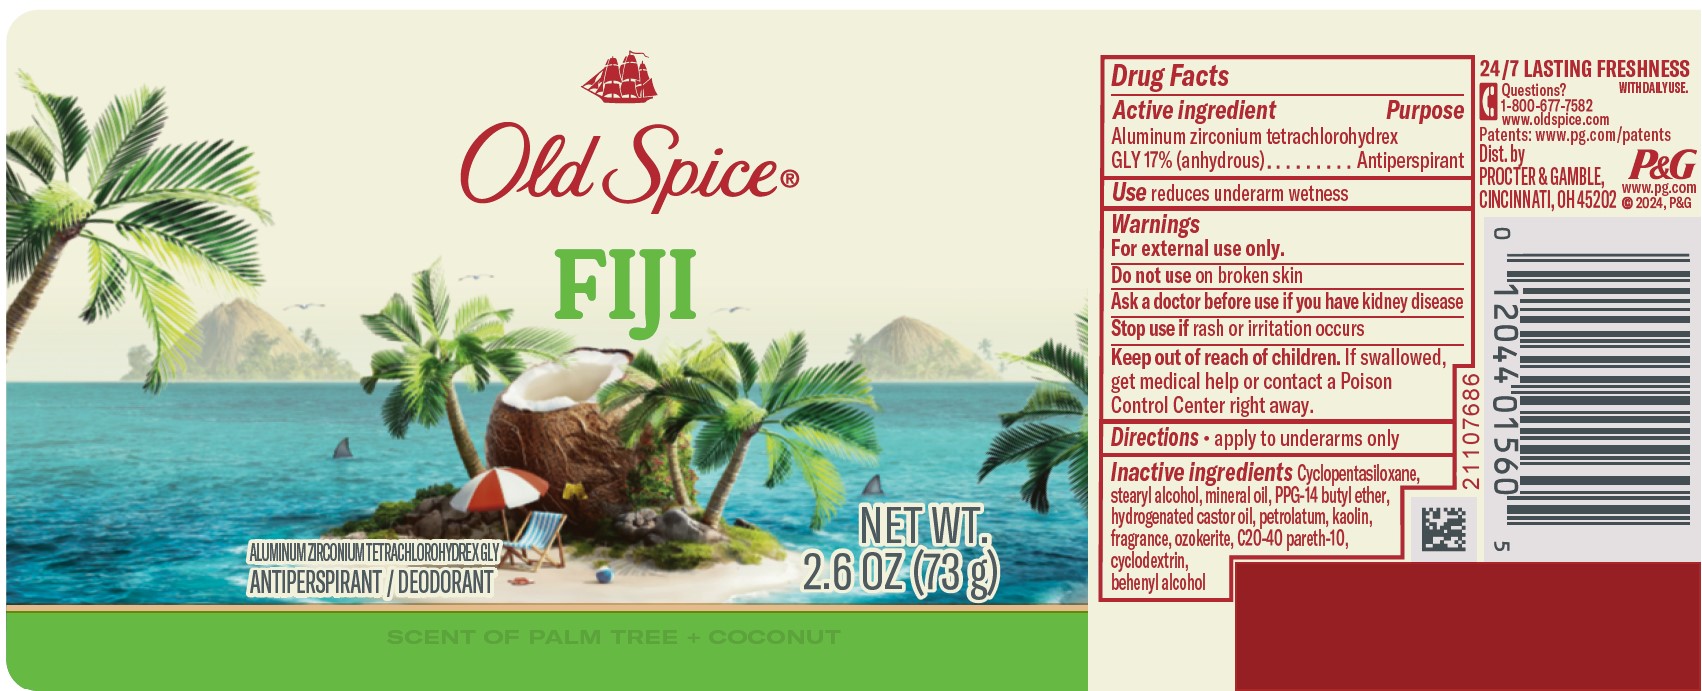 Old Spice®
FIJI
ALUMINUM ZIRCONIUM TETRACHLOROHYDREX GLY
ANTIPERSPIRANT / DEODORANT
NET WT.
2.6 OZ (73 g)
SCENT OF PALM TREE + COCONUT
Drug Facts
Active ingredient Purpose
Aluminum zirconium tetrachlorohydrex
GLY 17% (anhydrous)......... Antiperspirant
Use reduces underarm wetness
Warnings
For external use only.
Do not use on broken skin
Ask a doctor before use if you have kidney disease
Stop use if rash or irritation occurs
Keep out of reach of children. If swallowed,
get medical help or contact a Poison
Control Center right away.
Directions • apply to underarms only
Inactive ingredients Cyclopentasiloxane,
stearyl alcohol, mineral oil, PPG-14 butyl ether,
hydrogenated castor oil, petrolatum, kaolin,
fragrance, ozokerite, C20-40 pareth-10,
cyclodextrin,
behenyl alcohol
21107686
24/7 LASTING FRESHNESS
WITH DAILY USE.
Questions?
1-800-677-7582
www.oldspice.com
Patents: www.pg.com/patents
Dist. by
PROCTER & GAMBLE,
CINCINNATI, OH 45202
P&G
www.pg.com
© 2024, P&G
0 12044 01560 5